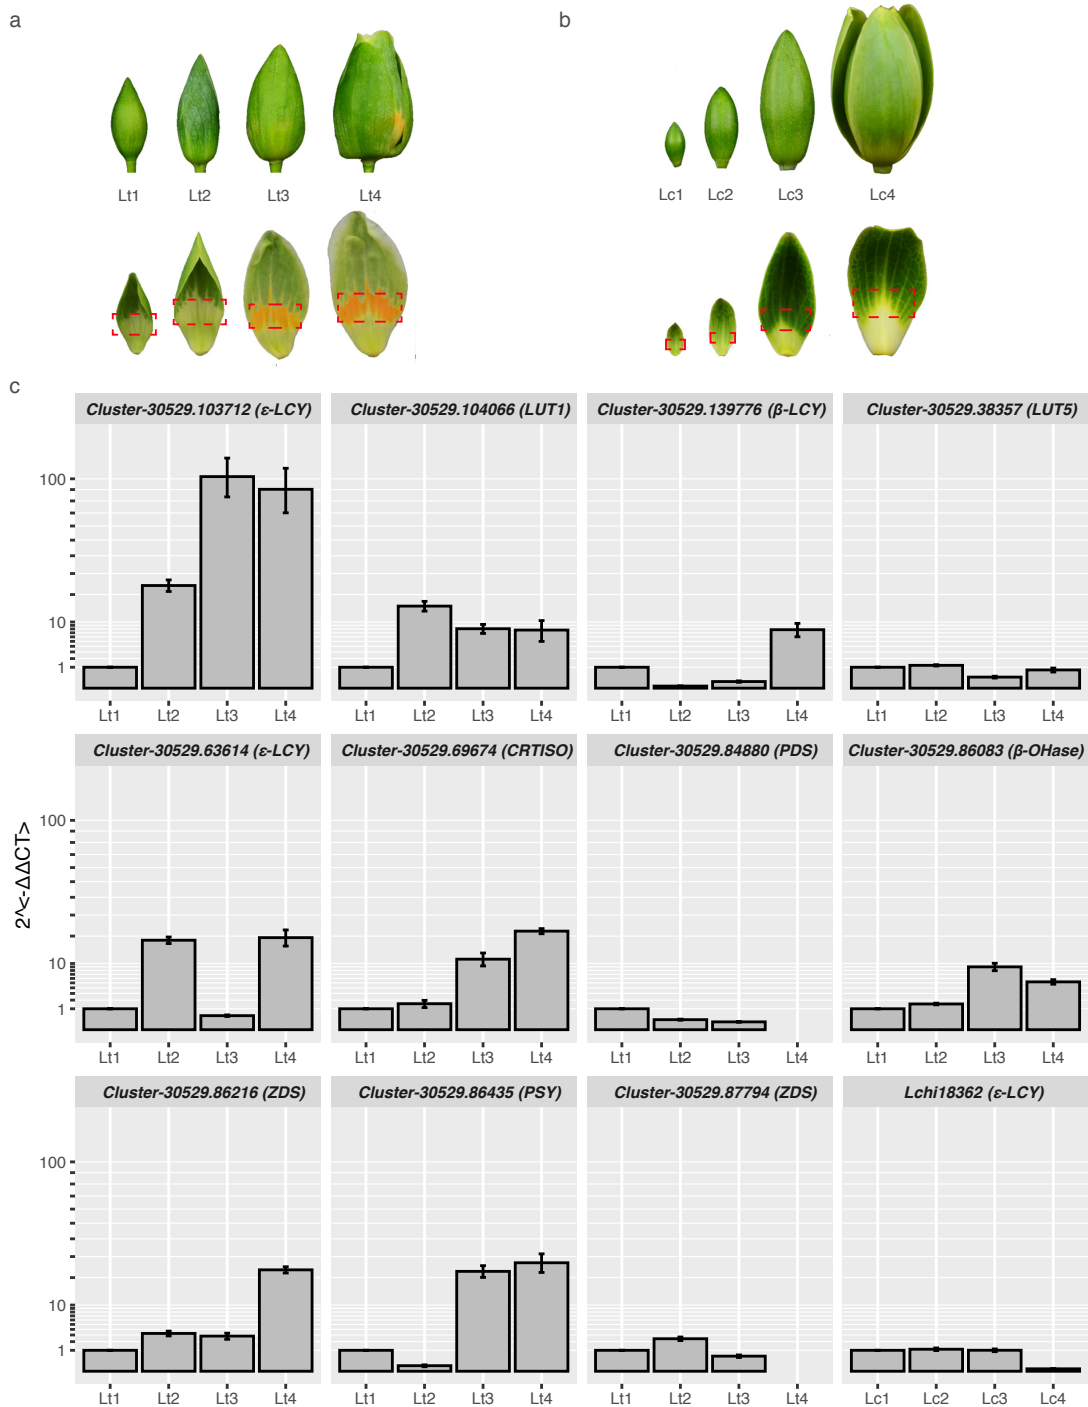 a
b
Lt1 Lt2 Lt3 Lt4
Lc1 Lc2 Lc3 Lc4
c
Cluster-30529.103712 (ε-LCY)
Cluster-30529.104066 (LUT1)
Cluster-30529.139776 (β-LCY)
Cluster-30529.38357 (LUT5)
100
10
1
Lt1 Lt2 Lt3 Lt4
Lt1 Lt2 Lt3 Lt4
Lt1 Lt2 Lt3 Lt4
Lt1 Lt2 Lt3 Lt4
Cluster-30529.63614 (ε-LCY)
Cluster-30529.69674 (CRTISO)
Cluster-30529.84880 (PDS)
Cluster-30529.86083 (β-OHase)
2^<-ΔΔCT>
100
10
1
Lt1 Lt2 Lt3 Lt4
Lt1 Lt2 Lt3 Lt4
Lt1 Lt2 Lt3 Lt4
Lt1 Lt2 Lt3 Lt4
Cluster-30529.86216 (ZDS)
Cluster-30529.86435 (PSY)
Cluster-30529.87794 (ZDS)
Lchi18362 (ε-LCY)
100
10
1
Lt1 Lt2 Lt3 Lt4
Lt1 Lt2 Lt3 Lt4
Lt1 Lt2 Lt3 Lt4
Lc1 Lc2 Lc3 Lc4